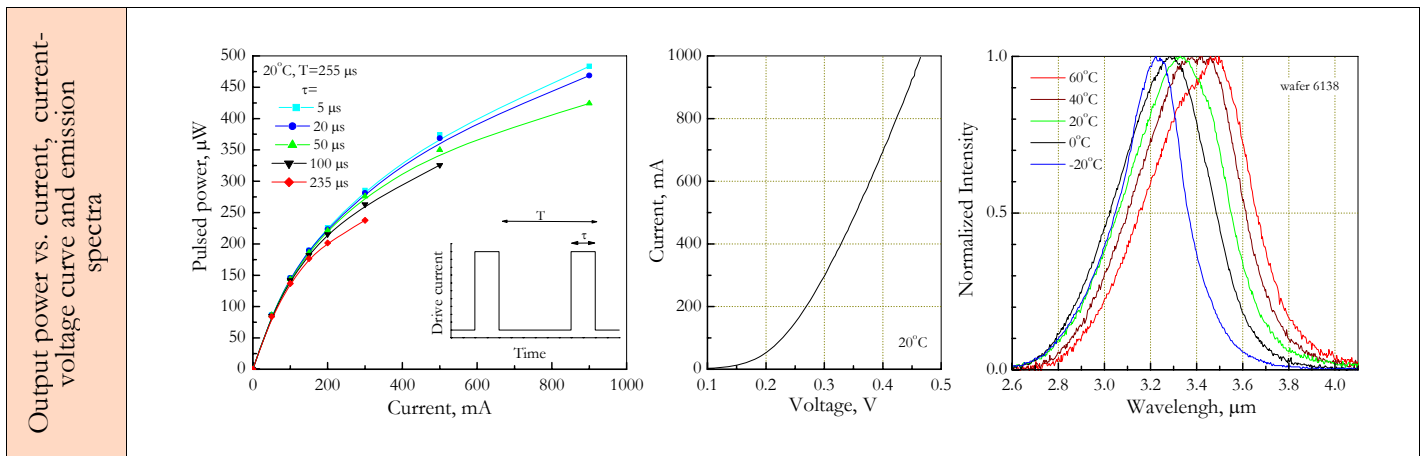 Output power vs. current, current-
voltage curve and emission
spectra
500
450
400
350
300
250
200
150
100
50
0
Pulsed power, µW
20°C, T=255 µs
τ=
5 µs
20 µs
50 µs
100 µs
235 µs
T
τ
Drive current
Time
0 200 400 600 800 1000
Current, mA
1000
800
600
400
200
0
Current, mA
20°C
0.1 0.2 0.3 0.4 0.5
Voltage, V
1.0
0.5
0.0
Normalized Intensity
60°C
40°C
20°C
0°C
-20°C
wafer 6138
2.6 3.0 3.2 3.4 3.6 3.8 4.0
Wavelengh, µm